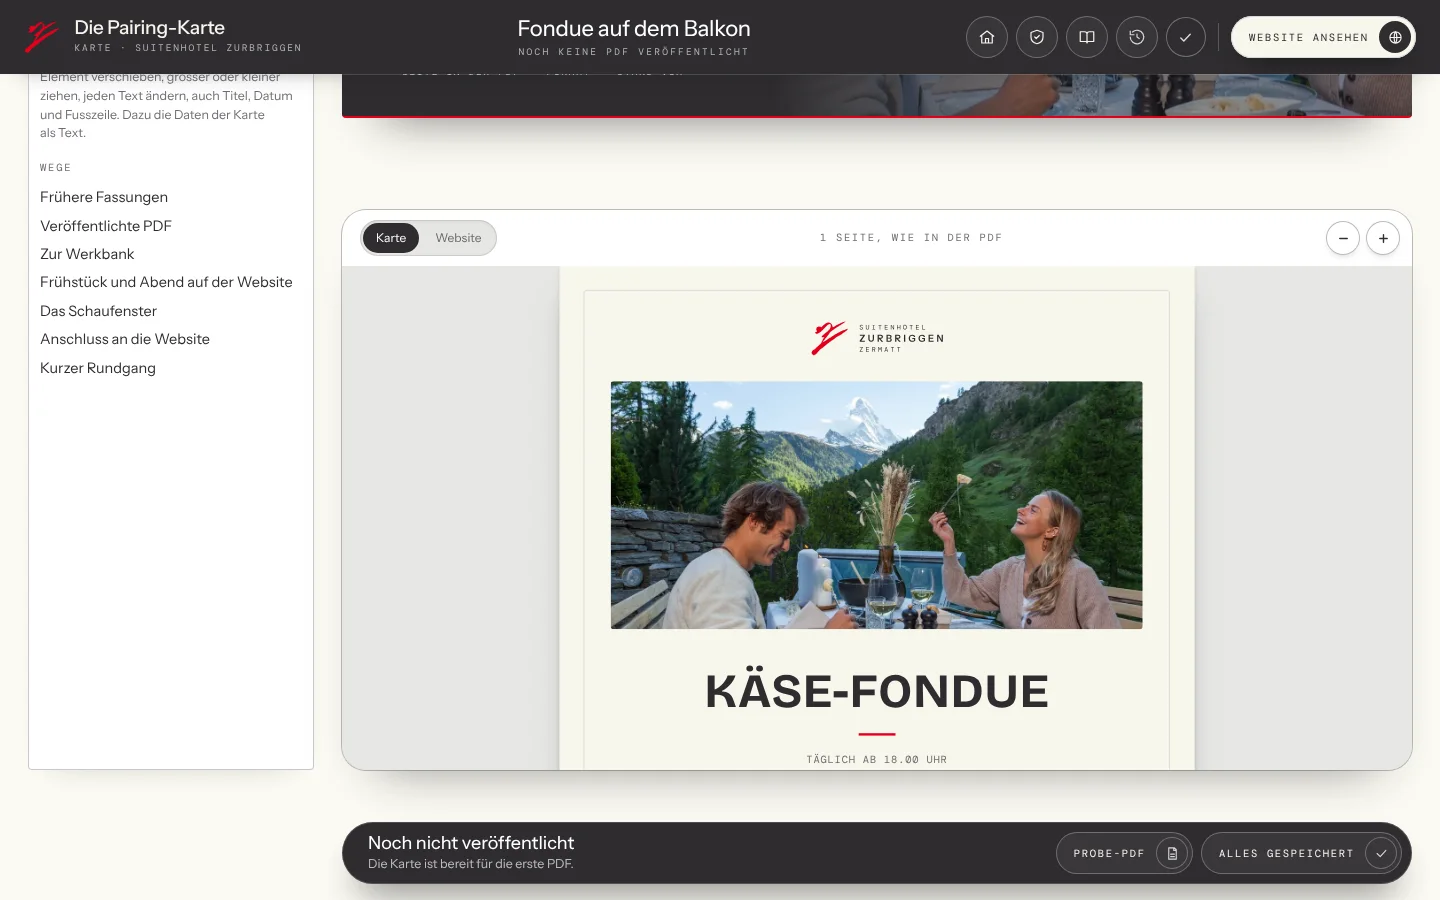 Die Pairing-Karte
KARTE · SUITENHOTEL ZURBRIGGEN
Fondue auf dem Balkon
NOCH KEINE PDF VERÖFFENTLICHT
WEBSITE ANSEHEN
Element verschieben, grösser oder kleiner
ziehen, jeden Text ändern, auch Titel, Datum
und Fusszeile. Dazu die Daten der Karte
als Text.
WEGE
Frühere Fassungen
Veröffentlichte PDF
Zur Werkbank
Frühstück und Abend auf der Website
Das Schaufenster
Anschluss an die Website
Kurzer Rundgang
Karte
Website
1 SEITE, WIE IN DER PDF
SUITENHOTEL
ZURBRIGGEN
ZERMATT
KÄSE-FONDUE
TÄGLICH AB 18.00 UHR
Noch nicht veröffentlicht
Die Karte ist bereit für die erste PDF.
PROBE-PDF
ALLES GESPEICHERT